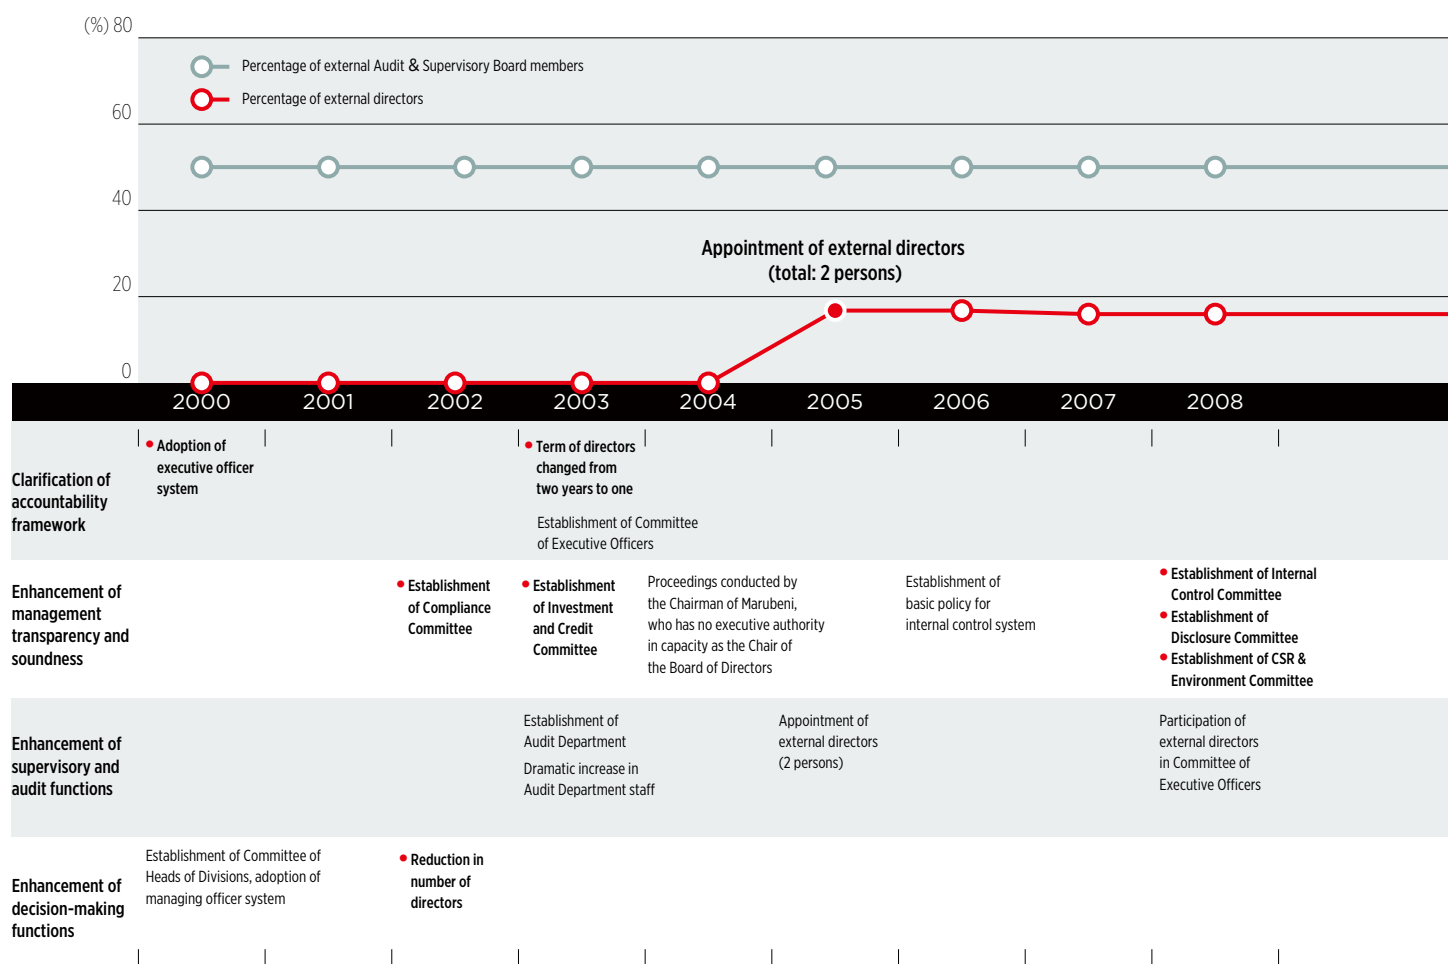 (%) 80
Percentage of external Audit & Supervisory Board members
Percentage of external directors
60
40
Appointment of external directors
(total: 2 persons)
20
0
2000 2001 2002 2003 2004 2005 2006 2007 2008
Clarification of
accountability
framework
• Adoption of
executive officer
system
• Term of directors
changed from
two years to one
Establishment of Committee
of Executive Officers
Enhancement of
management
transparency and
soundness
• Establishment
of Compliance
Committee
• Establishment
of Investment
and Credit
Committee
Proceedings conducted by
the Chairman of Marubeni,
who has no executive authority
in capacity as the Chair of
the Board of Directors
Establishment of
basic policy for
internal control system
• Establishment of Internal
Control Committee
• Establishment of
Disclosure Committee
• Establishment of CSR &
Environment Committee
Enhancement of
supervisory and
audit functions
Establishment of
Audit Department
Dramatic increase in
Audit Department staff
Appointment of
external directors
(2 persons)
Participation of
external directors
in Committee of
Executive Officers
Enhancement of
decision-making
functions
Establishment of Committee of
Heads of Divisions, adoption of
managing officer system
• Reduction in
number of
directors